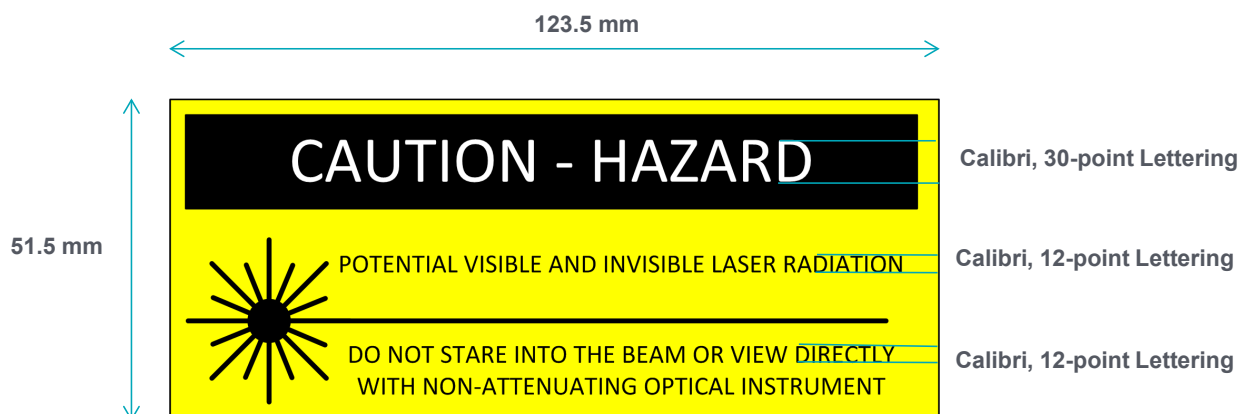 123.5 mm
CAUTION - HAZARD
Calibri, 30-point Lettering
51.5 mm
POTENTIAL VISIBLE AND INVISIBLE LASER RADIATION
Calibri, 12-point Lettering
DO NOT STARE INTO THE BEAM OR VIEW DIRECTLY
WITH NON-ATTENUATING OPTICAL INSTRUMENT
Calibri, 12-point Lettering